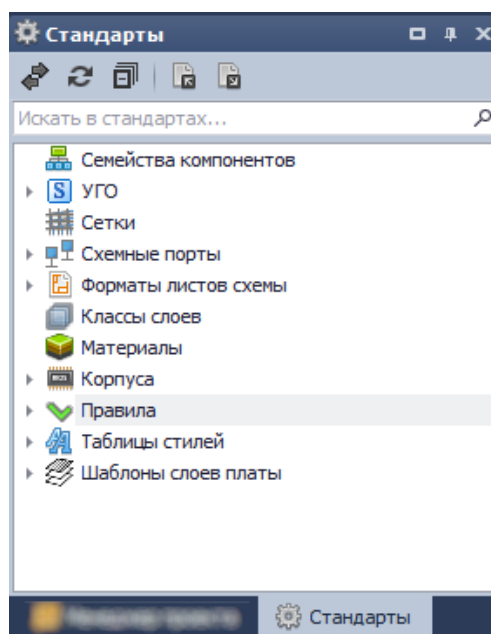 Стандарты
Искать в стандартах...
Семейства компонентов
S УГО
Сетки
Схемные порты
Форматы листов схемы
Классы слоев
Материалы
Корпуса
Правила
Таблицы стилей
Шаблоны слоев платы
Стандарты